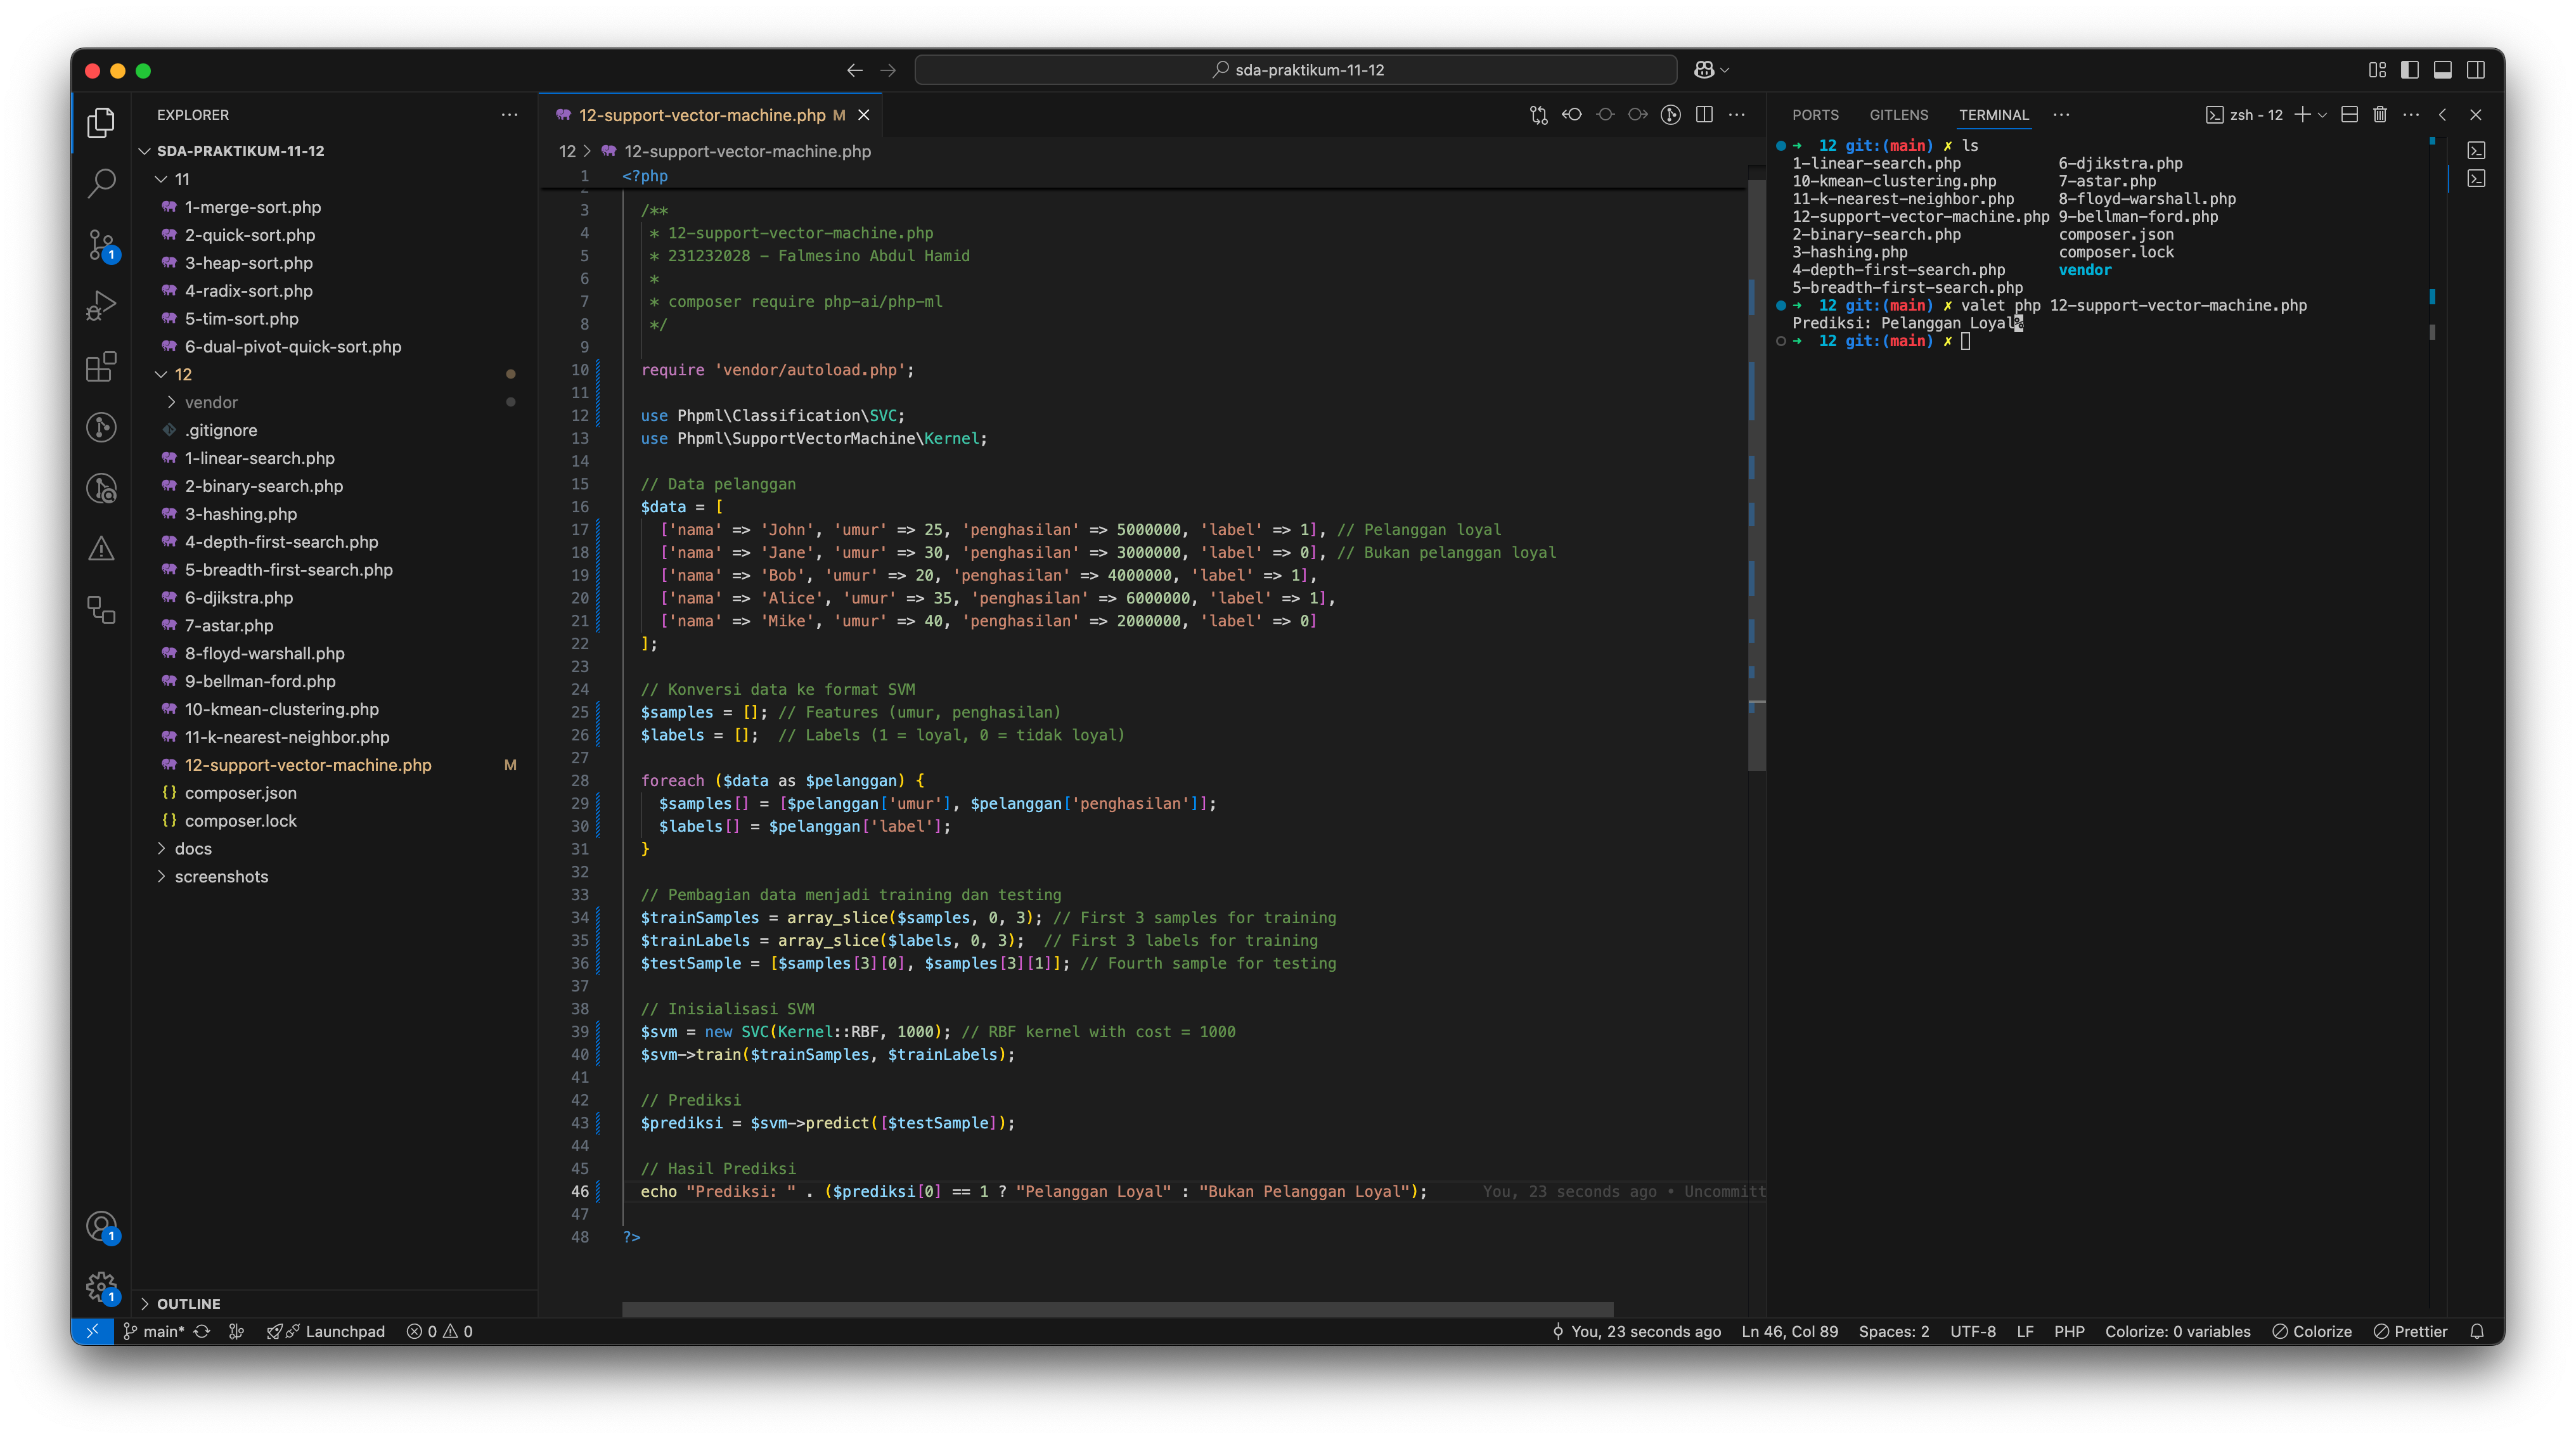 sda-praktikum-11-12
EXPLORER
SDA-PRAKTIKUM-11-12
11
1-merge-sort.php
2-quick-sort.php
3-heap-sort.php
4-radix-sort.php
5-tim-sort.php
6-dual-pivot-quick-sort.php
12
vendor
.gitignore
1-linear-search.php
2-binary-search.php
3-hashing.php
4-depth-first-search.php
5-breadth-first-search.php
6-djikstra.php
7-astar.php
8-floyd-warshall.php
9-bellman-ford.php
10-kmean-clustering.php
11-k-nearest-neighbor.php
12-support-vector-machine.php M
{} composer.json
{} composer.lock
docs
screenshots
OUTLINE
1
1
1
12-support-vector-machine.php M
12 > 12-support-vector-machine.php
1 <?php
2
3 /**
4 * 12-support-vector-machine.php
5 * 231232028 - Falmesino Abdul Hamid
6 *
7 * composer require php-ai/php-ml
8 */
9
10 require 'vendor/autoload.php';
11
12 use Phpml\Classification\SVC;
13 use Phpml\SupportVectorMachine\Kernel;
14
15 // Data pelanggan
16 $data = [
17 ['nama' => 'John', 'umur' => 25, 'penghasilan' => 5000000, 'label' => 1], // Pelanggan loyal
18 ['nama' => 'Jane', 'umur' => 30, 'penghasilan' => 3000000, 'label' => 0], // Bukan pelanggan loyal
19 ['nama' => 'Bob', 'umur' => 20, 'penghasilan' => 4000000, 'label' => 1],
20 ['nama' => 'Alice', 'umur' => 35, 'penghasilan' => 6000000, 'label' => 1],
21 ['nama' => 'Mike', 'umur' => 40, 'penghasilan' => 2000000, 'label' => 0]
22 ];
23
24 // Konversi data ke format SVM
25 $samples = []; // Features (umur, penghasilan)
26 $labels = []; // Labels (1 = loyal, 0 = tidak loyal)
27
28 foreach ($data as $pelanggan) {
29 $samples[] = [$pelanggan['umur'], $pelanggan['penghasilan']];
30 $labels[] = $pelanggan['label'];
31 }
32
33 // Pembagian data menjadi training dan testing
34 $trainSamples = array_slice($samples, 0, 3); // First 3 samples for training
35 $trainLabels = array_slice($labels, 0, 3); // First 3 labels for training
36 $testSample = [$samples[3][0], $samples[3][1]]; // Fourth sample for testing
37
38 // Inisialisasi SVM
39 $svm = new SVC(Kernel::RBF, 1000); // RBF kernel with cost = 1000
40 $svm->train($trainSamples, $trainLabels);
41
42 // Prediksi
43 $prediksi = $svm->predict([$testSample]);
44
45 // Hasil Prediksi
46 echo "Prediksi: " . ($prediksi[0] == 1 ? "Pelanggan Loyal" : "Bukan Pelanggan Loyal"); You, 23 seconds ago • Uncommitt
47
48 ?>
PORTS GITLENS TERMINAL zsh - 12
➜ 12 git:(main) ✗ ls
1-linear-search.php 6-djikstra.php
10-kmean-clustering.php 7-astar.php
11-k-nearest-neighbor.php 8-floyd-warshall.php
12-support-vector-machine.php 9-bellman-ford.php
2-binary-search.php composer.json
3-hashing.php composer.lock
4-depth-first-search.php vendor
5-breadth-first-search.php
➜ 12 git:(main) ✗ valet php 12-support-vector-machine.php
Prediksi: Pelanggan Loyal%
➜ 12 git:(main) ✗
main* Launchpad 0 0 You, 23 seconds ago Ln 46, Col 89 Spaces: 2 UTF-8 LF PHP Colorize: 0 variables Colorize Prettier